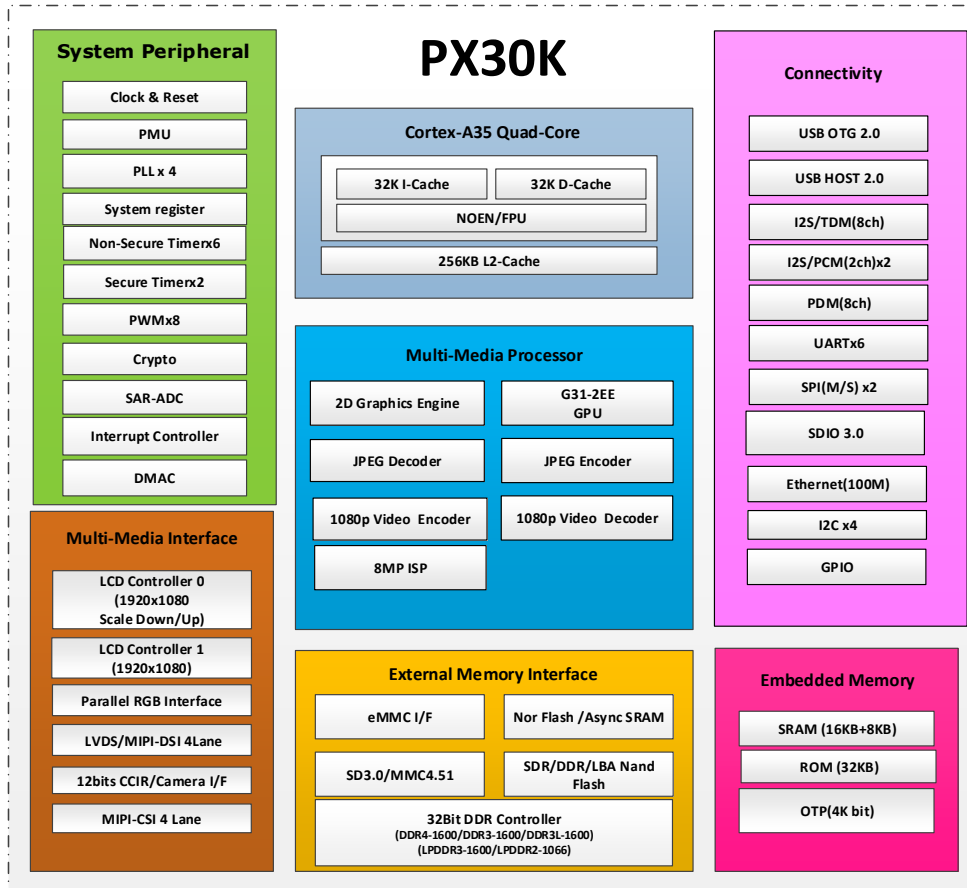 PX30K
System Peripheral
Clock & Reset
PMU
PLL x 4
System register
Non-Secure Timerx6
Secure Timerx2
PWMx8
Crypto
SAR-ADC
Interrupt Controller
DMAC
Multi-Media Interface
LCD Controller 0
(1920x1080
Scale Down/Up)
LCD Controller 1
(1920x1080)
Parallel RGB Interface
LVDS/MIPI-DSI 4Lane
12bits CCIR/Camera I/F
MIPI-CSI 4 Lane
Cortex-A35 Quad-Core
32K I-Cache
32K D-Cache
NOEN/FPU
256KB L2-Cache
Multi-Media Processor
2D Graphics Engine
G31-2EE
GPU
JPEG Decoder
JPEG Encoder
1080p Video Encoder
1080p Video Decoder
8MP ISP
External Memory Interface
eMMC I/F
Nor Flash /Async SRAM
SD3.0/MMC4.51
SDR/DDR/LBA Nand
Flash
32Bit DDR Controller
(DDR4-1600/DDR3-1600/DDR3L-1600)
(LPDDR3-1600/LPDDR2-1066)
Connectivity
USB OTG 2.0
USB HOST 2.0
I2S/TDM(8ch)
I2S/PCM(2ch)x2
PDM(8ch)
UARTx6
SPI(M/S) x2
SDIO 3.0
Ethernet(100M)
I2C x4
GPIO
Embedded Memory
SRAM (16KB+8KB)
ROM (32KB)
OTP(4K bit)